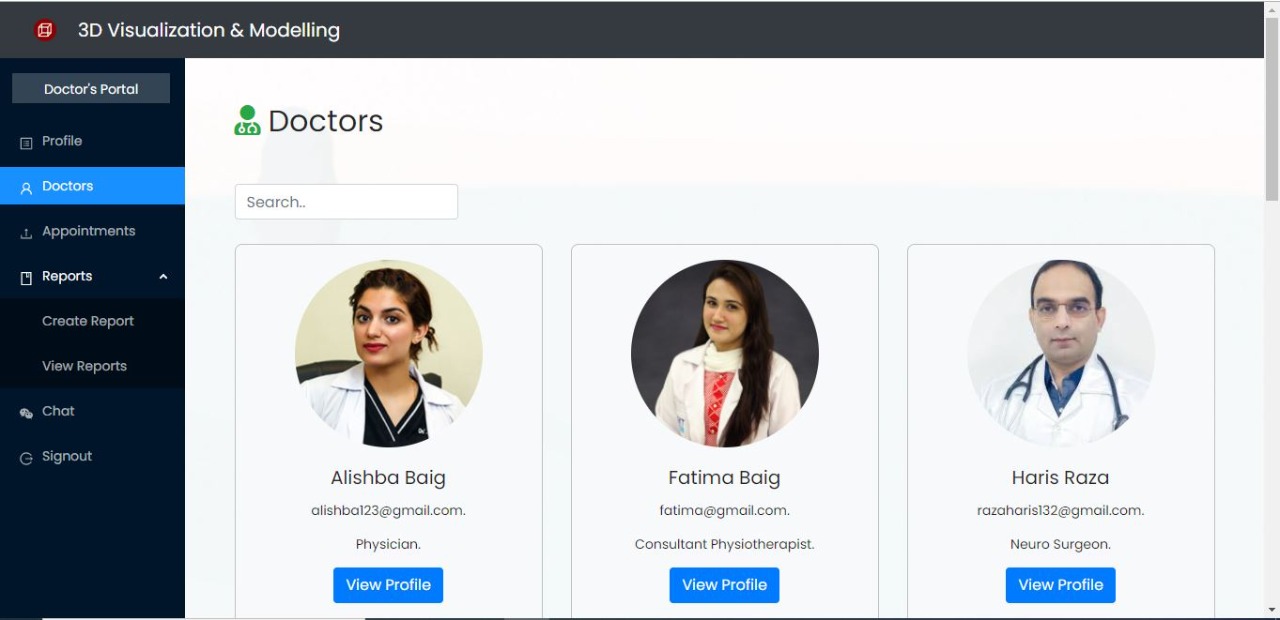 3D Visualization & Modelling
Doctor's Portal
Profile
Doctors
Appointments
Reports
Create Report
View Reports
Chat
Signout
Doctors
Search..
Alishba Baig
alishba123@gmail.com.
Physician.
View Profile
Fatima Baig
fatima@gmail.com.
Consultant Physiotherapist.
View Profile
Haris Raza
razaharis132@gmail.com.
Neuro Surgeon.
View Profile